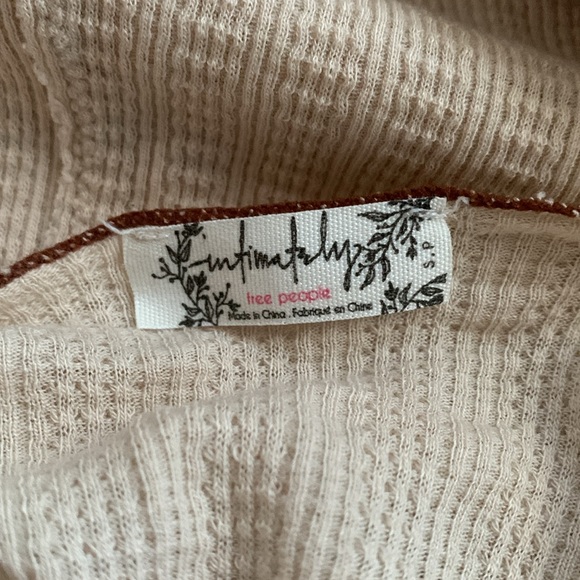 intimately
free people
Made in China . Fabriqué en Chine
S.P